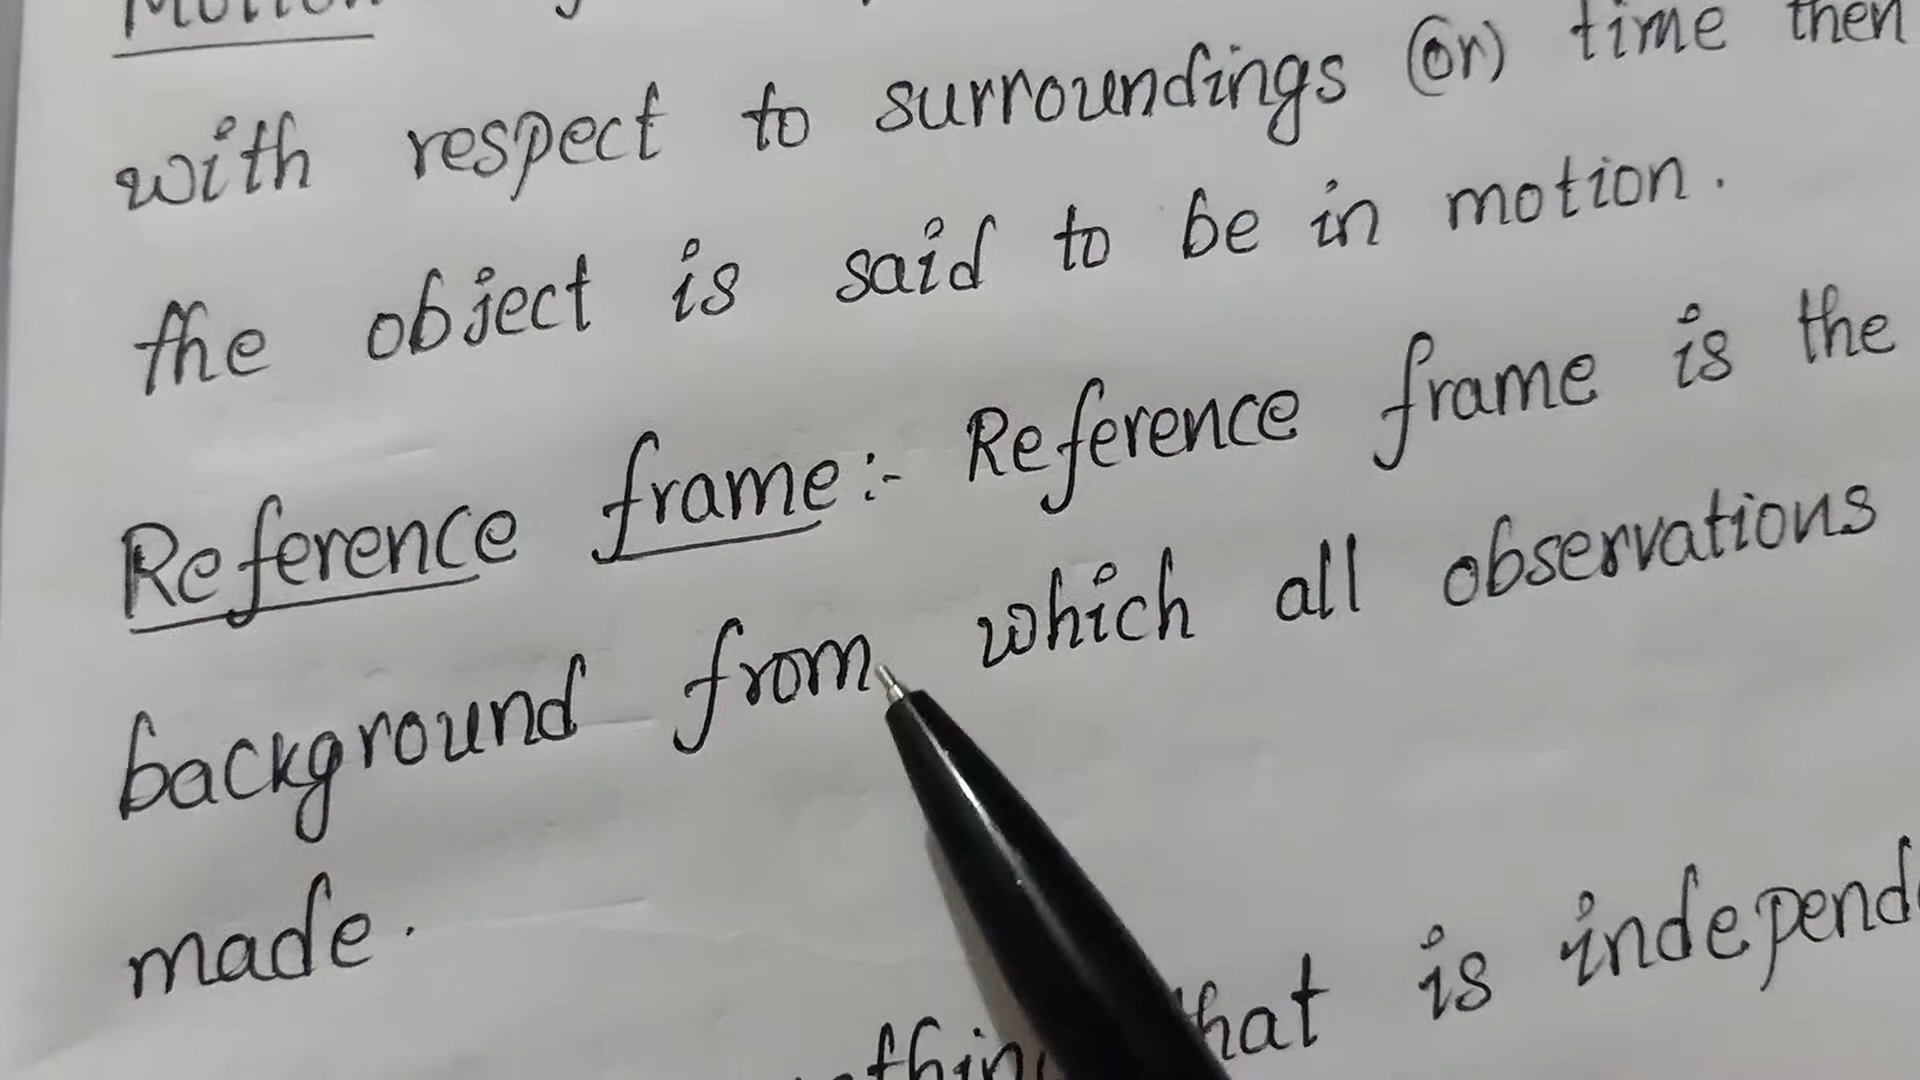 Motion
with respect to surroundings (or) time then
the object is said to be in motion.
Reference frame:- Reference frame is the
background from which all observations
made.
that is